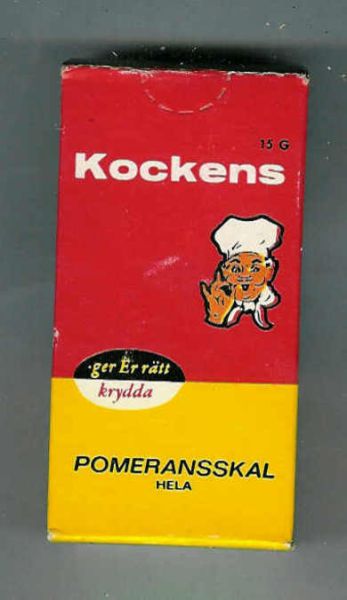 15 G
Kockens
-ger Er rätt
krydda
POMERANSSKAL
HELA